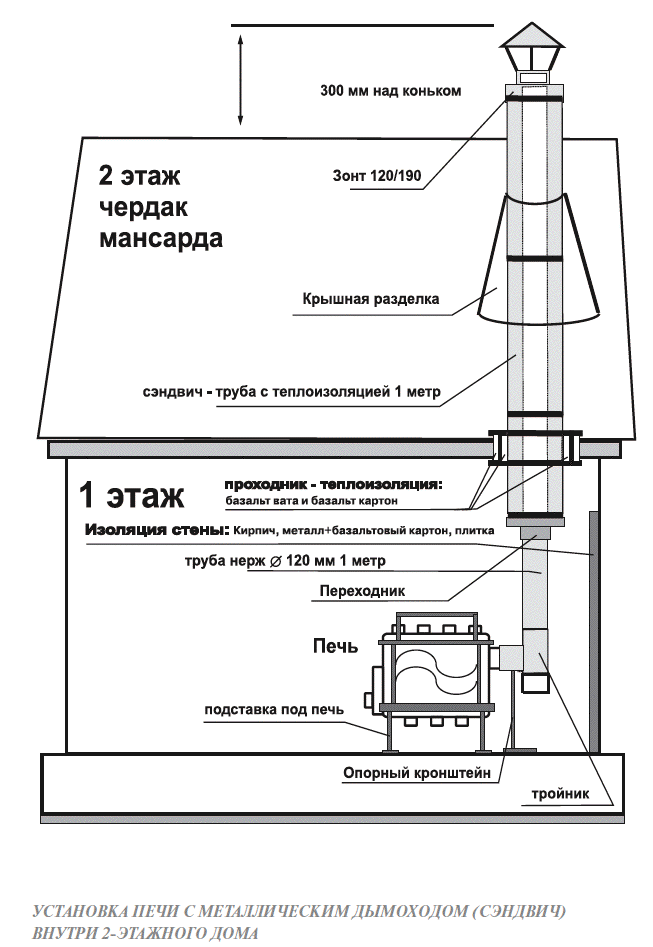 300 мм над коньком
2 этаж
чердак
мансарда
Зонт 120/190
Крышная разделка
сэндвич - труба с теплоизоляцией 1 метр
1 этаж
проходник - теплоизоляция:
базальт вата и базальт картон
Изоляция стены: Кирпич, металл+базальтовый картон, плитка
труба нерж ∅ 120 мм 1 метр
Переходник
Печь
подставка под печь
Опорный кронштейн
тройник
УСТАНОВКА ПЕЧИ С МЕТАЛЛИЧЕСКИМ ДЫМОХОДОМ (СЭНДВИЧ)
ВНУТРИ 2-ЭТАЖНОГО ДОМА